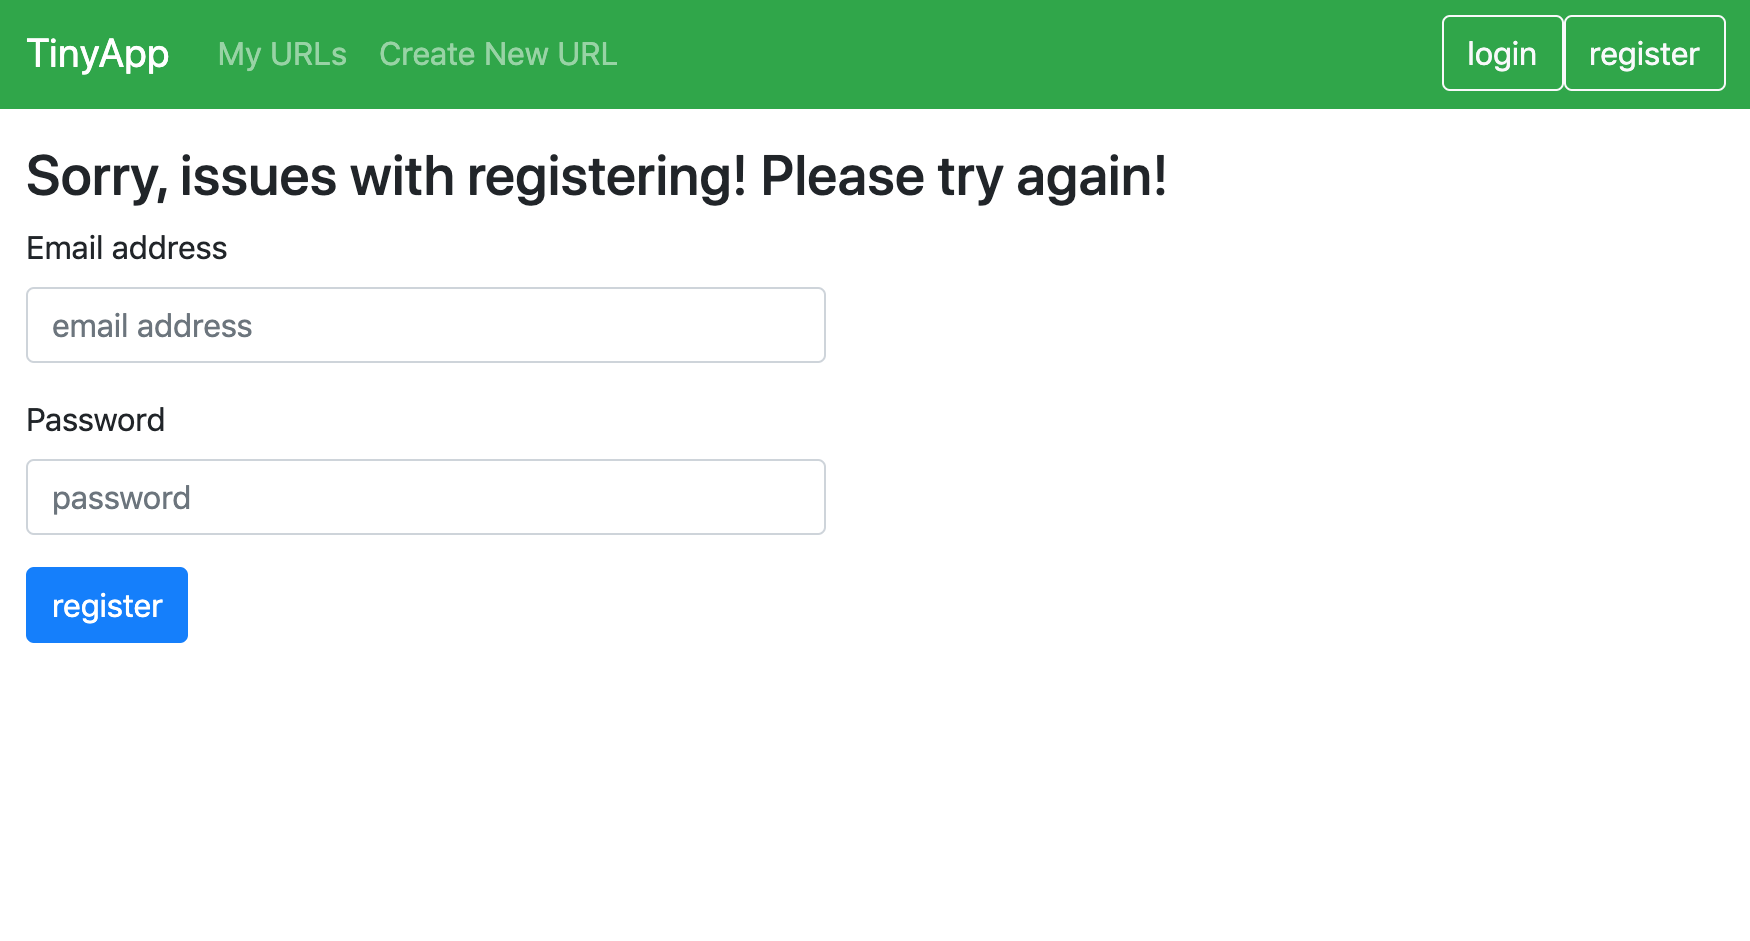 TinyApp My URLs Create New URL login register
Sorry, issues with registering! Please try again!
Email address
email address
Password
password
register